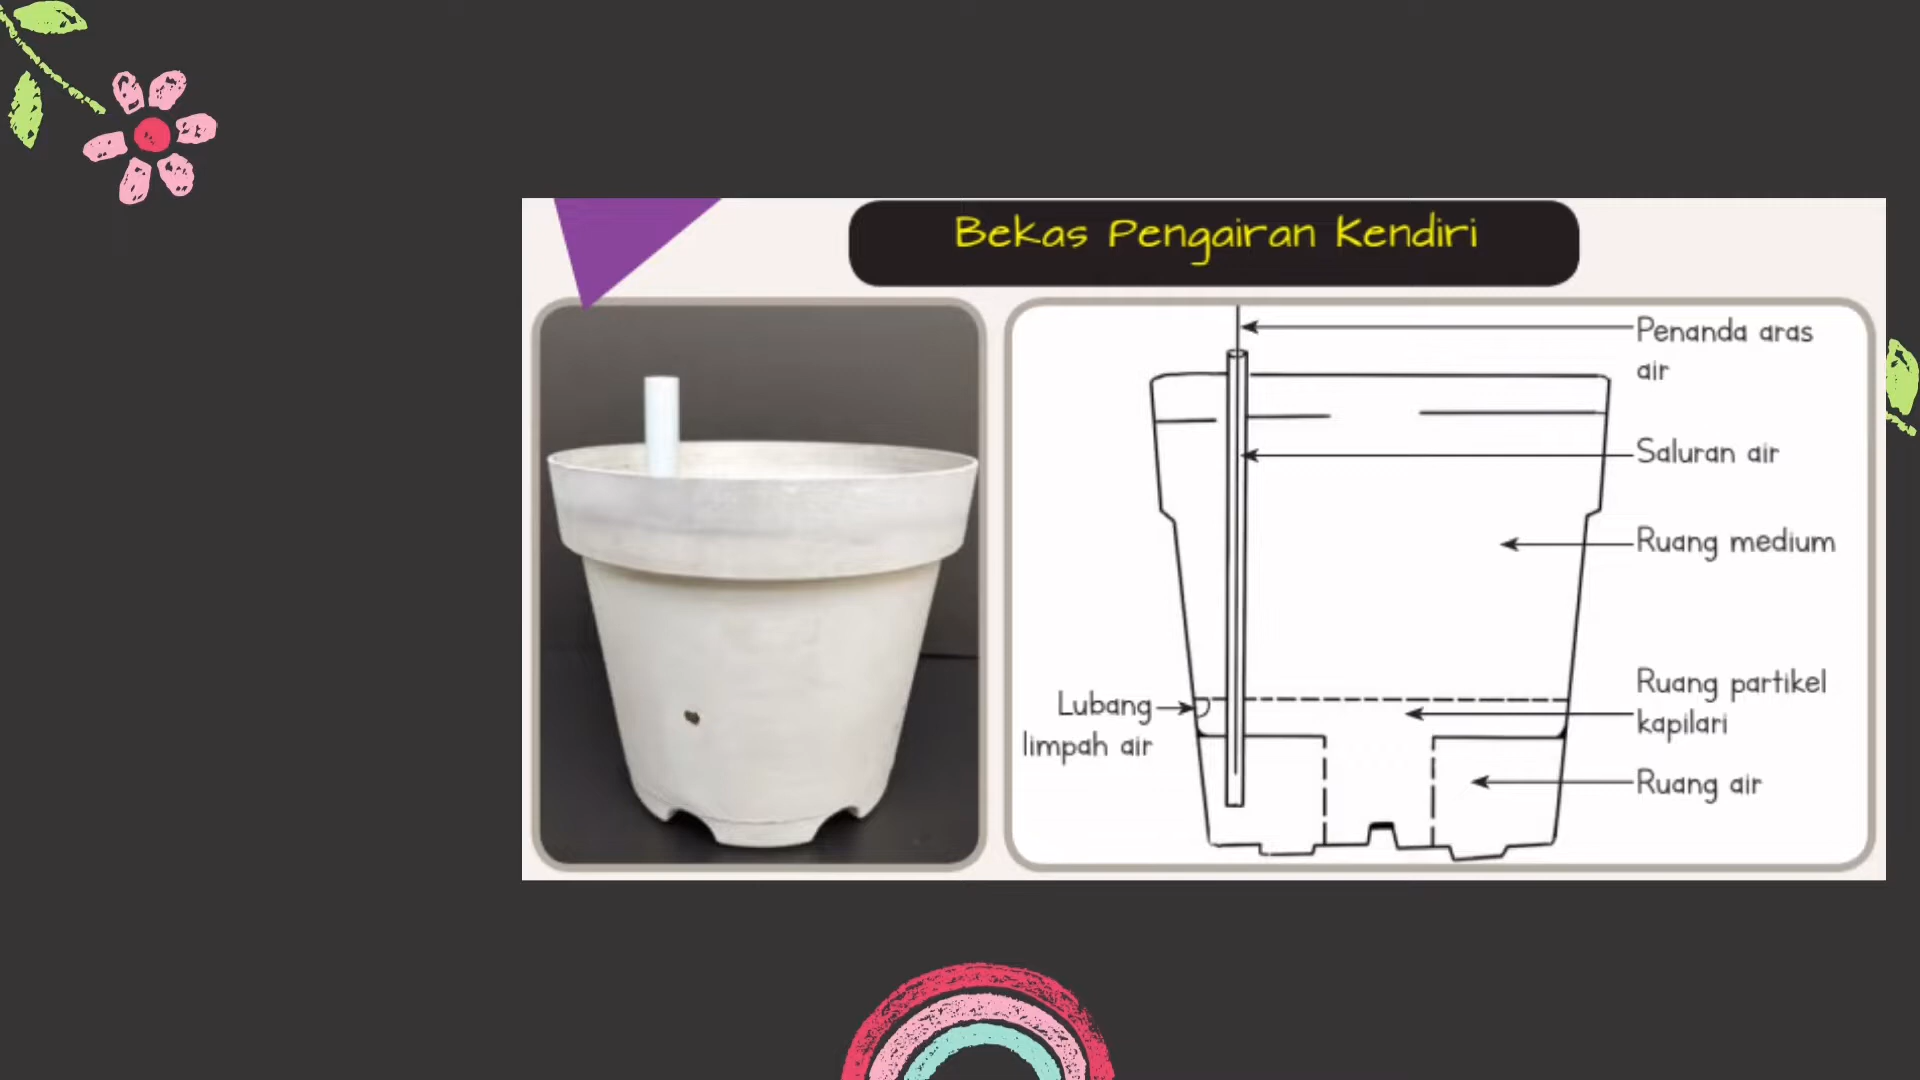 Bekas Pengairan Kendiri
Penanda aras
air
Saluran air
Ruang medium
Ruang partikel
kapilari
Lubang
limpah air
Ruang air